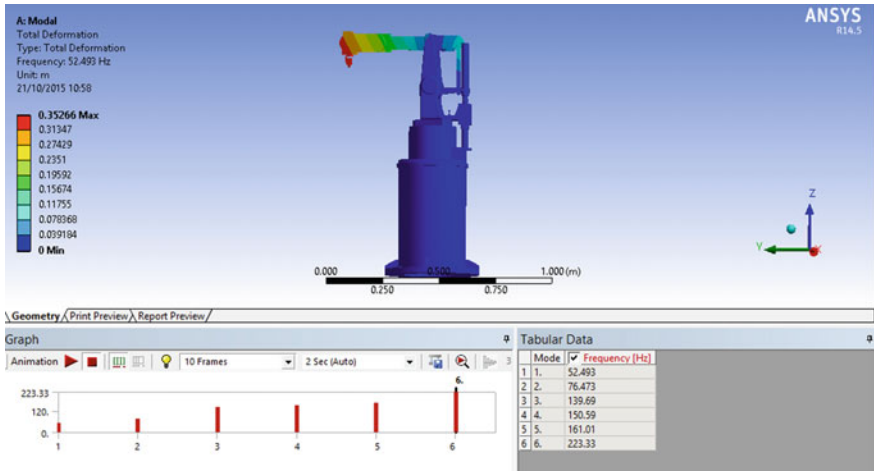 A: Modal
Total Deformation
Type: Total Deformation
Frequency: 52.493 Hz
Unit: m
21/10/2015 10:58
0.35266 Max
0.31347
0.27429
0.2351
0.19592
0.15674
0.11755
0.078368
0.039184
0 Min
ANSYS
R14.5
Z
Y
X
0.000 0.500 1.000 (m)
0.250 0.750
Geometry Print Preview Report Preview
Graph
Animation 10 Frames 2 Sec (Auto) 3
6.
223.33
120.
0.
1 2 3 4 5 6
Tabular Data
Mode Frequency [Hz]
1 1. 52.493
2 2. 76.473
3 3. 139.69
4 4. 150.59
5 5. 161.01
6 6. 223.33